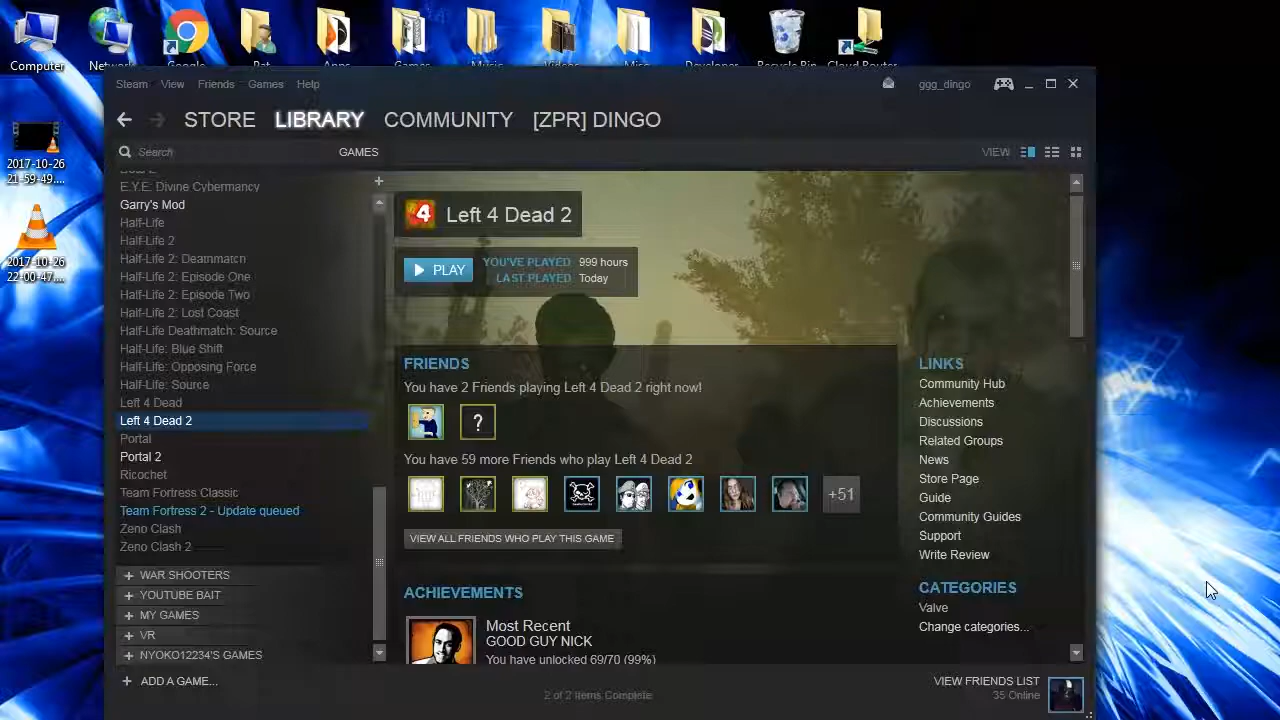 Computer
Network
Google
Pat
Apps
Games
Music
Videos
Misc
Developer
Recycle Bin
Cloud Router
2017-10-26
21-59-49....
2017-10-26
22-00-47....
Steam View Friends Games Help
ggg_dingo
STORE LIBRARY COMMUNITY [ZPR] DINGO
Search
GAMES
VIEW
E.Y.E: Divine Cybermancy
Garry's Mod
Half-Life
Half-Life 2
Half-Life 2: Deathmatch
Half-Life 2: Episode One
Half-Life 2: Episode Two
Half-Life 2: Lost Coast
Half-Life Deathmatch: Source
Half-Life: Blue Shift
Half-Life: Opposing Force
Half-Life: Source
Left 4 Dead
Left 4 Dead 2
Portal
Portal 2
Ricochet
Team Fortress Classic
Team Fortress 2 - Update queued
Zeno Clash
Zeno Clash 2
+ WAR SHOOTERS
+ YOUTUBE BAIT
+ MY GAMES
+ VR
+ NYOKO12234'S GAMES
+ ADD A GAME...
4 Left 4 Dead 2
PLAY
YOU'VE PLAYED 999 hours
LAST PLAYED Today
FRIENDS
You have 2 Friends playing Left 4 Dead 2 right now!
?
You have 59 more Friends who play Left 4 Dead 2
+51
VIEW ALL FRIENDS WHO PLAY THIS GAME
ACHIEVEMENTS
Most Recent
GOOD GUY NICK
You have unlocked 69/70 (99%)
LINKS
Community Hub
Achievements
Discussions
Related Groups
News
Store Page
Guide
Community Guides
Support
Write Review
CATEGORIES
Valve
Change categories...
2 of 2 Items Complete
VIEW FRIENDS LIST
35 Online